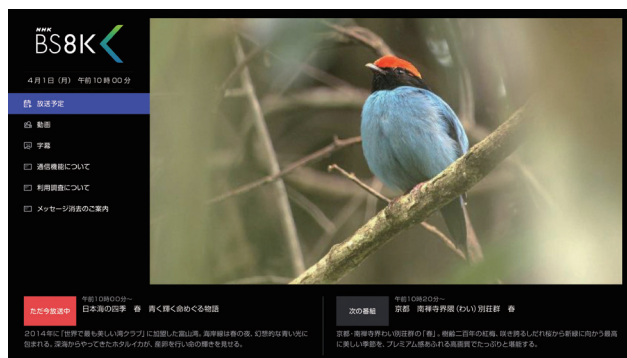 NHK
BS8K
4月1日（月） 午前10時00分
放送予定
動画
字幕
通信機能について
利用調査について
メッセージ消去のご案内
ただ今放送中
午前10時00分～
日本海の四季 春 青く輝く命めぐる物語
2014年に「世界で最も美しい湾クラブ」に加盟した富山湾。海岸線は春の夜、幻想的な青い光に
包まれる。深海からやってきたホタルイカが、産卵を行い命の輝きを見せる。
次の番組
午前10時20分～
京都 南禅寺界隈（わい）別荘群 春
京都・南禅寺界わい別荘群の「春」。樹齢二百年の紅梅、咲き誇るしだれ桜から新緑に向かう最高
に美しい季節を、プレミアム感あふれる高画質でたっぷりと堪能する。